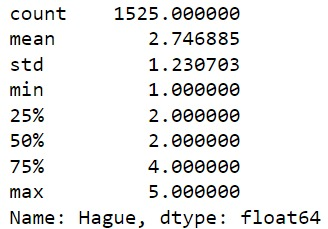 count    1525.000000
mean        2.746885
std         1.230703
min         1.000000
25%         2.000000
50%         2.000000
75%         4.000000
max         5.000000
Name: Hague, dtype: float64